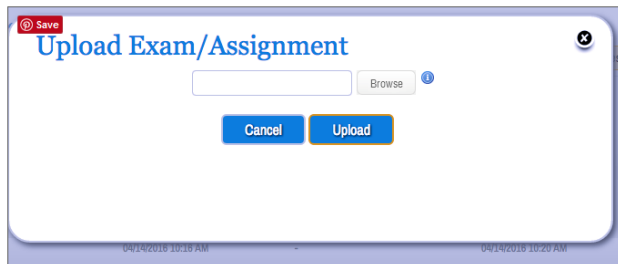 Save
Upload Exam/Assignment
Browse
Cancel Upload
04/14/2016 10:16 AM - 04/14/2016 10:20 AM